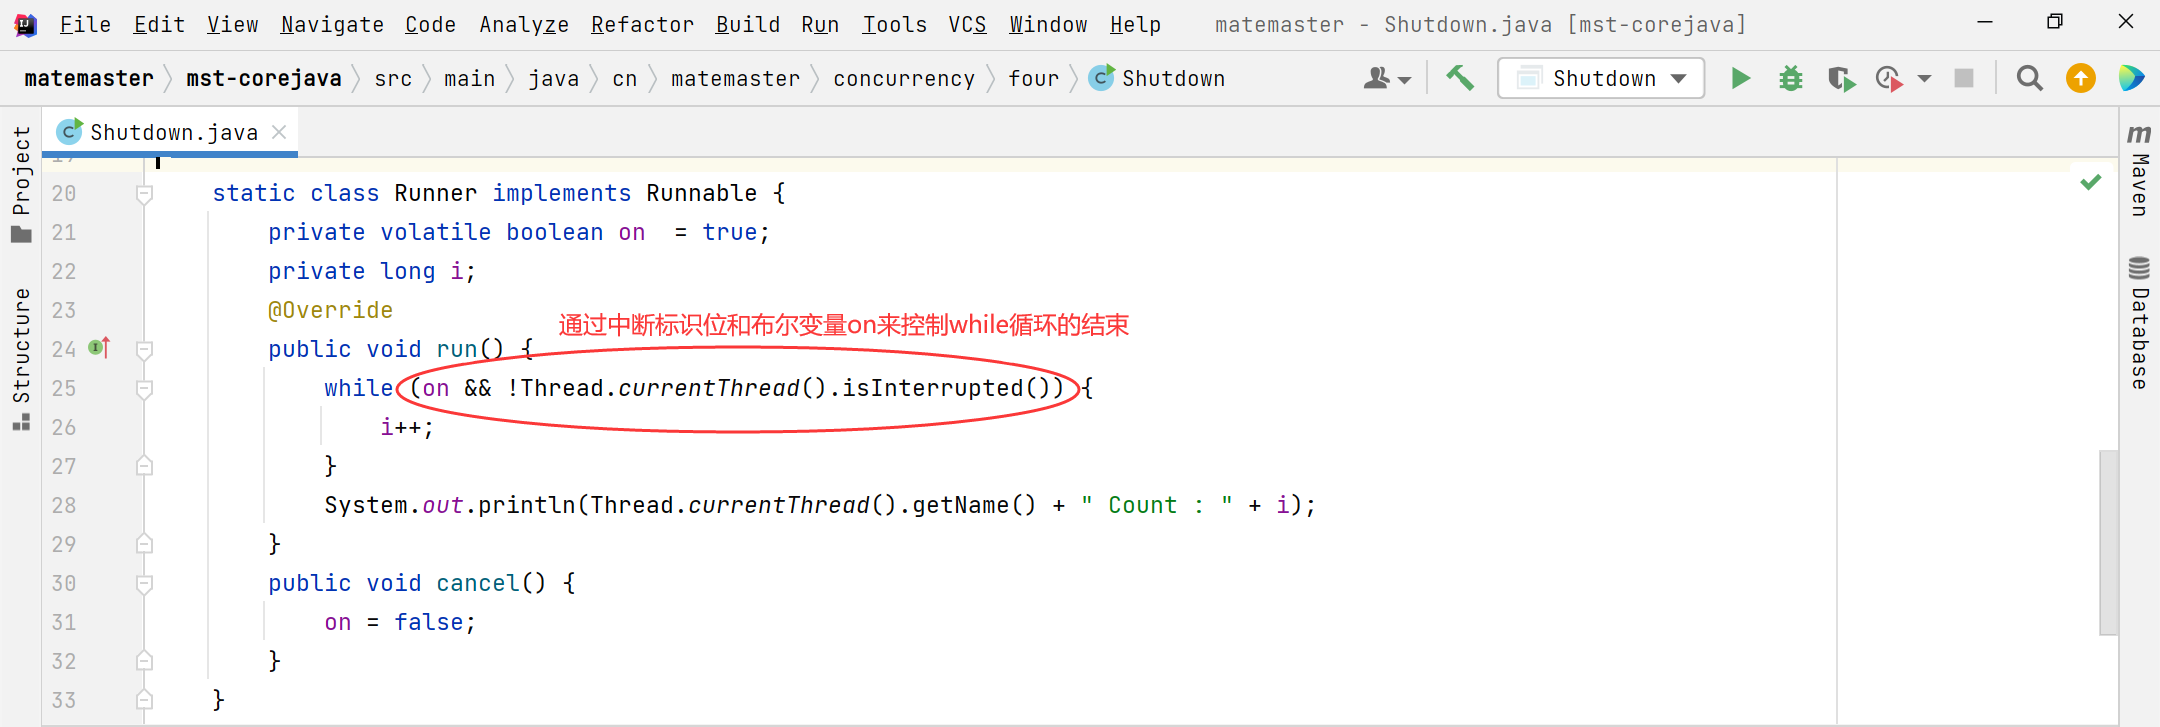 File Edit View Navigate Code Analyze Refactor Build Run Tools VCS Window Help matemaster - Shutdown.java [mst-corejava]
matemaster mst-corejava src main java cn matemaster concurrency four Shutdown Shutdown
Shutdown.java
Project
Structure
Maven
Database
20 static class Runner implements Runnable {
21 private volatile boolean on  = true;
22 private long i;
23 @Override
通过中断标识位和布尔变量on来控制while循环的结束
24 public void run() {
25 while (on && !Thread.currentThread().isInterrupted()) {
26 i++;
27 }
28 System.out.println(Thread.currentThread().getName() + " Count : " + i);
29 }
30 public void cancel() {
31 on = false;
32 }
33 }